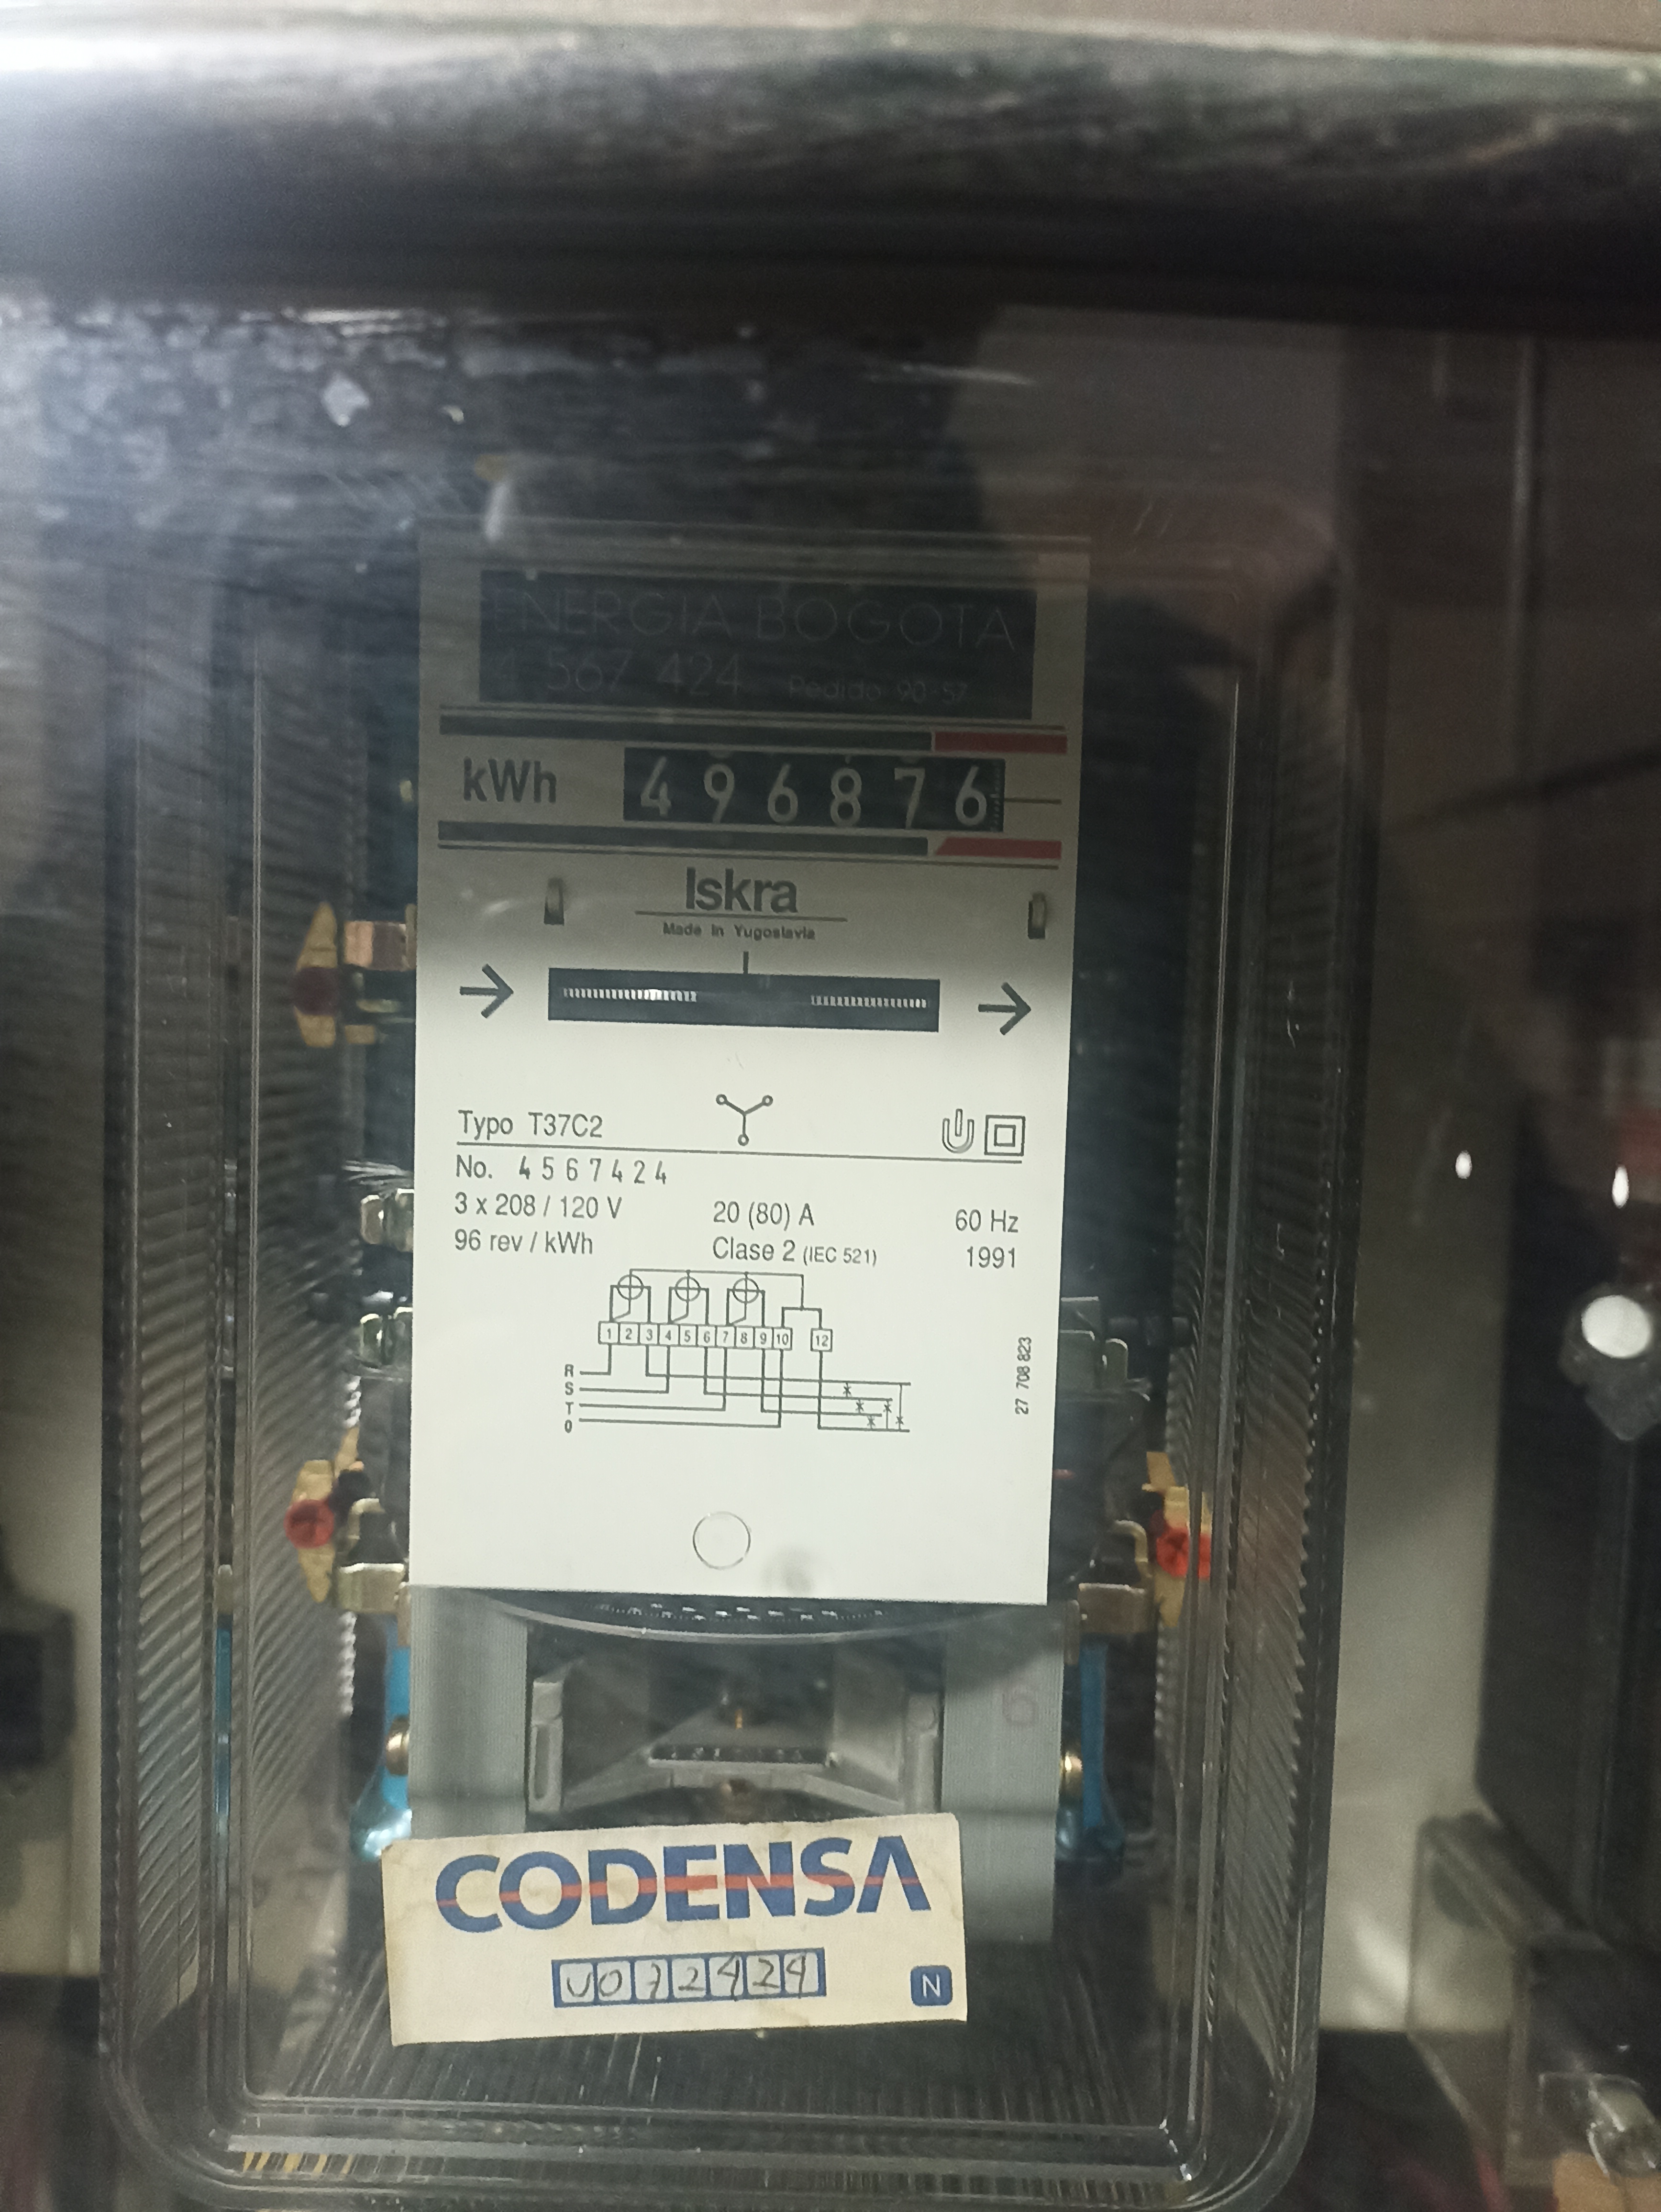 ENERGIA BOGOTA
4 567 424 Pedido 90-57
kWh 496876
Iskra
Made in Yugoslavia
Typo T37C2
No. 4567424
3 x 208 / 120 V 20 (80) A 60 Hz
96 rev / kWh Clase 2 (IEC 521) 1991
1 2 3 4 5 6 7 8 9 10 12
R
S
T
0
27 708 823
6
CODENSA
N